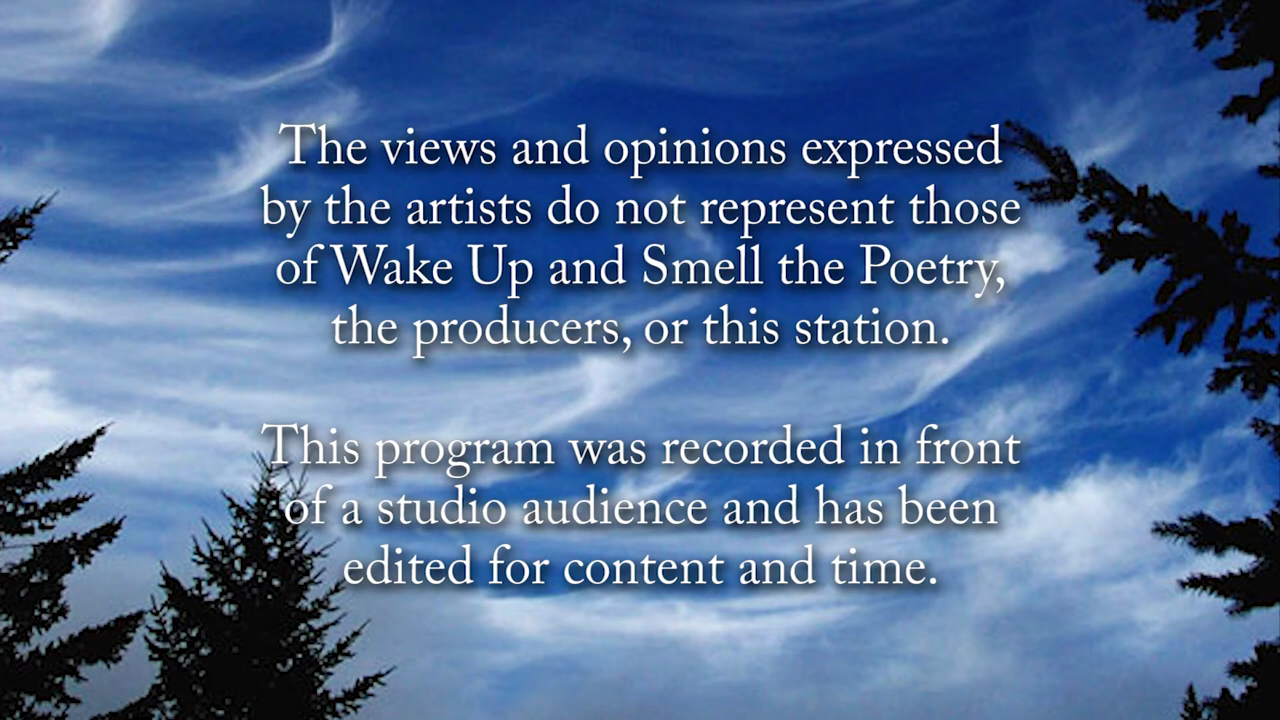 The views and opinions expressed
by the artists do not represent those
of Wake Up and Smell the Poetry,
the producers, or this station.
This program was recorded in front
of a studio audience and has been
edited for content and time.